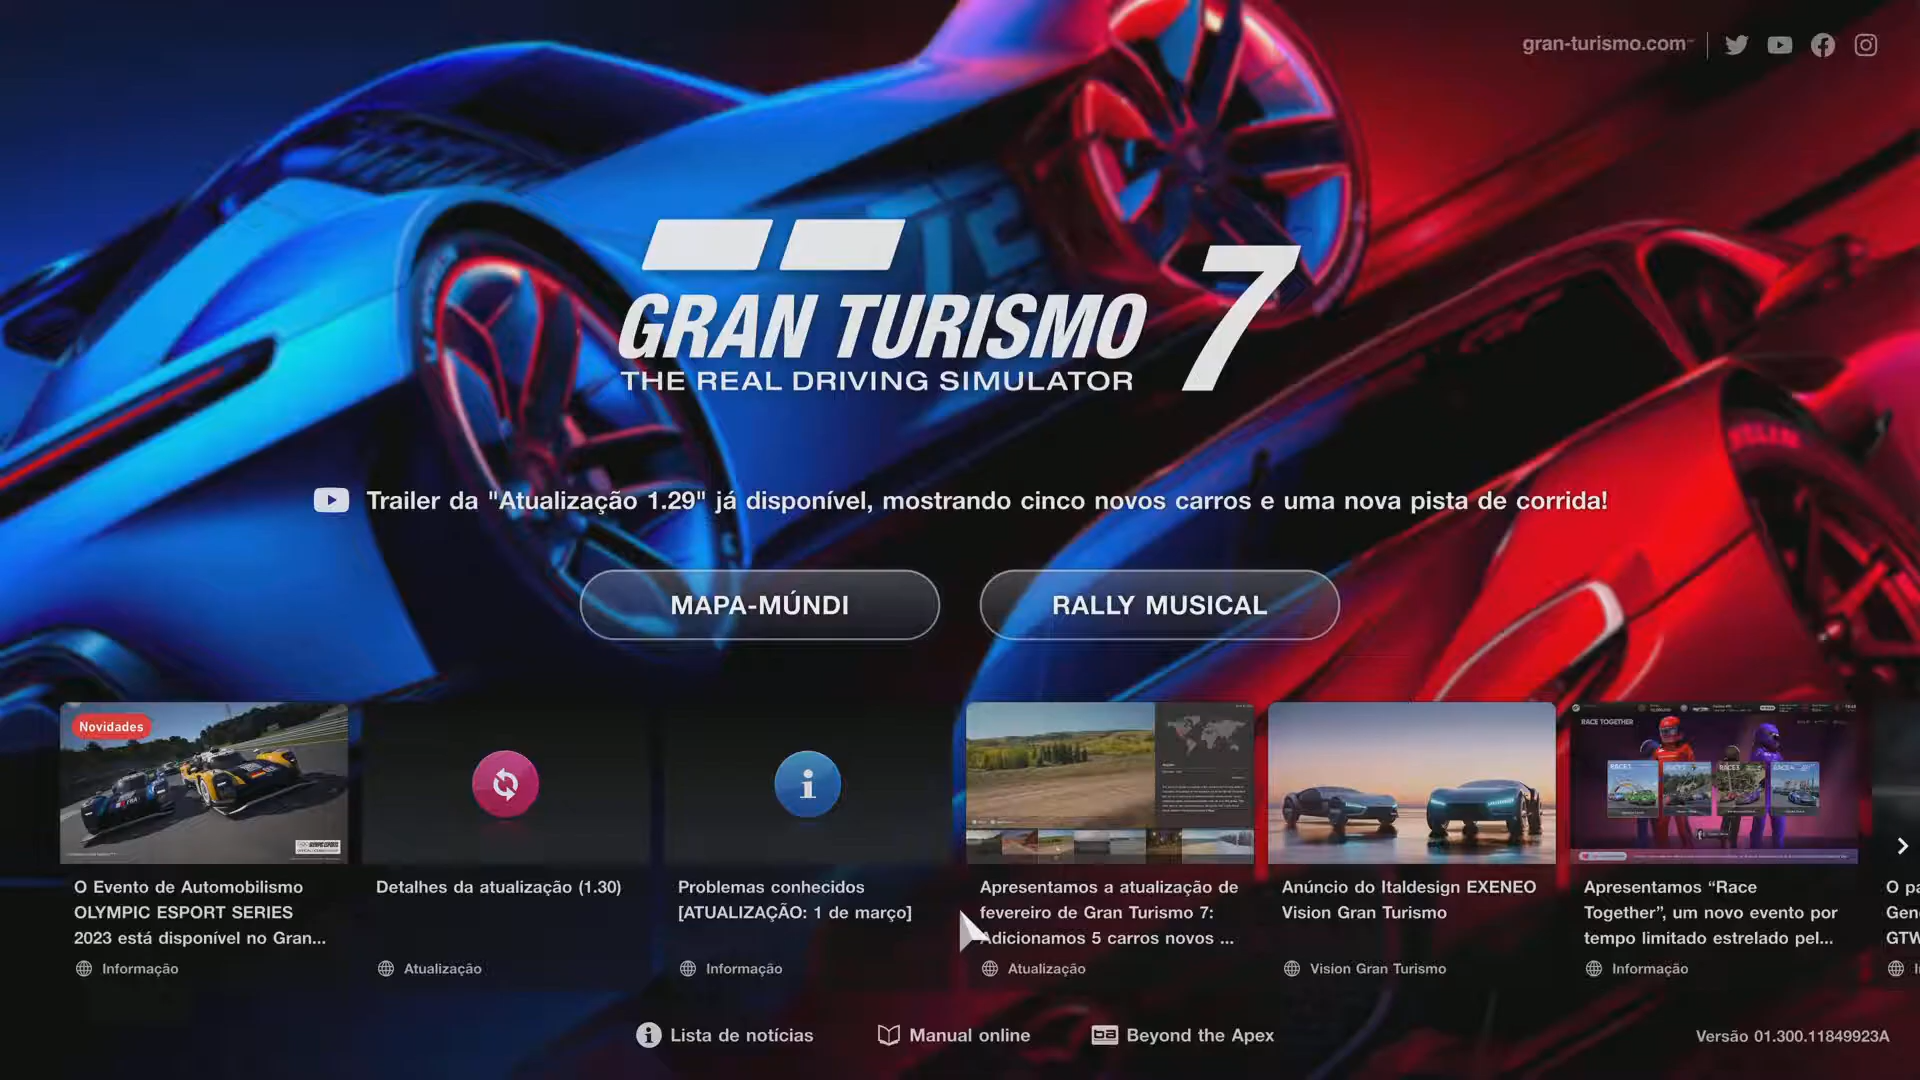 gran-turismo.com
GRAN TURISMO 7
THE REAL DRIVING SIMULATOR
Trailer da "Atualização 1.29" já disponível, mostrando cinco novos carros e uma nova pista de corrida!
MAPA-MÚNDI
RALLY MUSICAL
Novidades
O Evento de Automobilismo
OLYMPIC ESPORT SERIES
2023 está disponível no Gran...
Informação
Detalhes da atualização (1.30)
Atualização
Problemas conhecidos
[ATUALIZAÇÃO: 1 de março]
Informação
Apresentamos a atualização de
fevereiro de Gran Turismo 7:
Adicionamos 5 carros novos ...
Atualização
Anúncio do Italdesign EXENEO
Vision Gran Turismo
Vision Gran Turismo
RACE TOGETHER
Apresentamos “Race
Together”, um novo evento por
tempo limitado estrelado pel...
Informação
O pa
Gen
GTW
Lista de notícias
Manual online
Beyond the Apex
Versão 01.300.11849923A